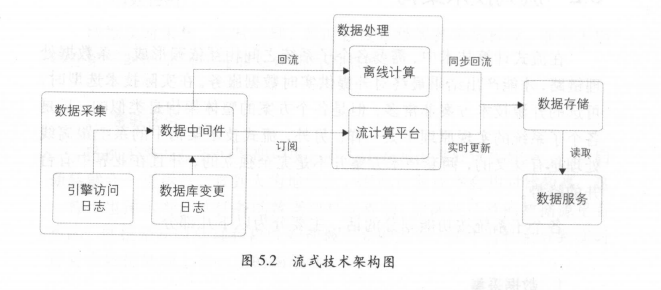 数据处理
回流
离线计算
同步回流
数据采集
数据中间件
订阅
流计算平台
实时更新
数据存储
读取
引擎访问
日志
数据库变更
日志
数据服务
图 5.2 流式技术架构图